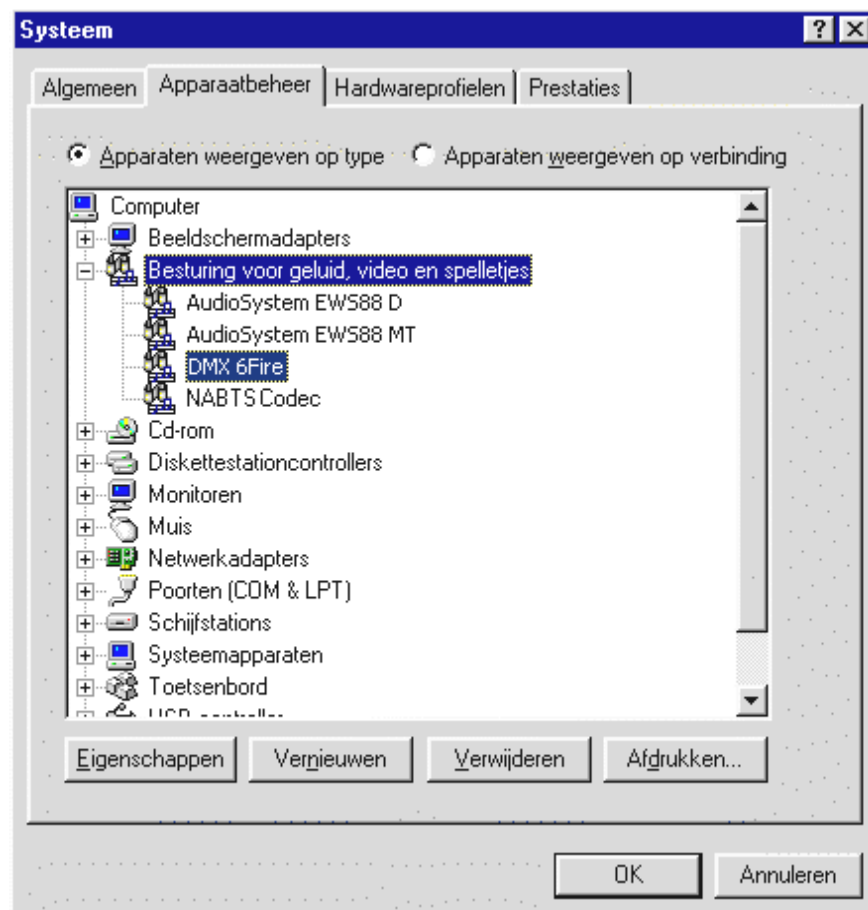 Systeem
Algemeen Apparaatbeheer Hardwareprofielen Prestaties
Apparaten weergeven op type Apparaten weergeven op verbinding
Computer
Beeldschermadapters
Besturing voor geluid, video en spelletjes
AudioSystem EWS88 D
AudioSystem EWS88 MT
DMX 6Fire
NABTS Codec
Cd-rom
Diskettestationcontrollers
Monitoren
Muis
Netwerkadapters
Poorten (COM & LPT)
Schijfstations
Systeemapparaten
Toetsenbord
Eigenschappen Vernieuwen Verwijderen Afdrukken...
OK Annuleren